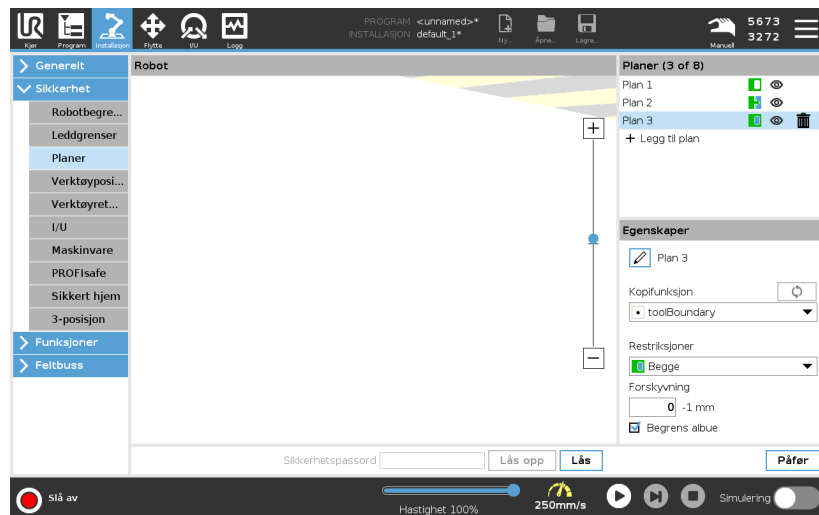 UR
Kjør
Program
Installasjon
Flytte
I/U
Logg
PROGRAM <unnamed>*
INSTALLASJON default_1*
Ny...
Åpne...
Lagre...
Manuell
5673
3272
Generelt
Sikkerhet
Robotbegre...
Leddgrenser
Planer
Verktøyposi...
Verktøyret...
I/U
Maskinvare
PROFIsafe
Sikkert hjem
3-posisjon
Funksjoner
Feltbuss
Robot
Planer (3 of 8)
Plan 1
Plan 2
Plan 3
+ Legg til plan
Egenskaper
Plan 3
Kopifunksjon
toolBoundary
Restriksjoner
Begge
Forskyvning
0 -1 mm
Begrens albue
Sikkerhetspassord
Lås opp
Lås
Påfør
Slå av
Hastighet 100%
250mm/s
Simulering